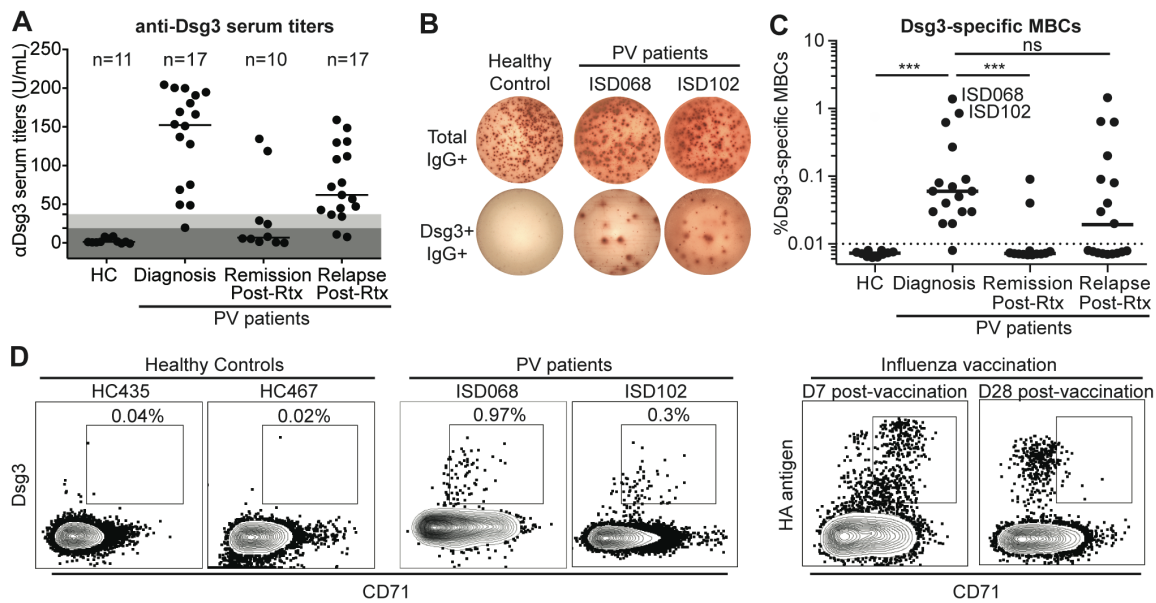 A
anti-Dsg3 serum titers
αDsg3 serum titers (U/mL)
250
200
150
100
50
0
n=11
n=17
n=10
n=17
HC
Diagnosis
Remission
Post-Rtx
Relapse
Post-Rtx
PV patients
B
Healthy
Control
PV patients
ISD068
ISD102
Total
IgG+
Dsg3+
IgG+
C
Dsg3-specific MBCs
%Dsg3-specific MBCs
10
1
0.1
0.01
ns
***
***
ISD068
ISD102
HC
Diagnosis
Remission
Post-Rtx
Relapse
Post-Rtx
PV patients
D
Healthy Controls
HC435
HC467
0.04%
0.02%
PV patients
ISD068
ISD102
0.97%
0.3%
Dsg3
CD71
Influenza vaccination
D7 post-vaccination
D28 post-vaccination
HA antigen
CD71